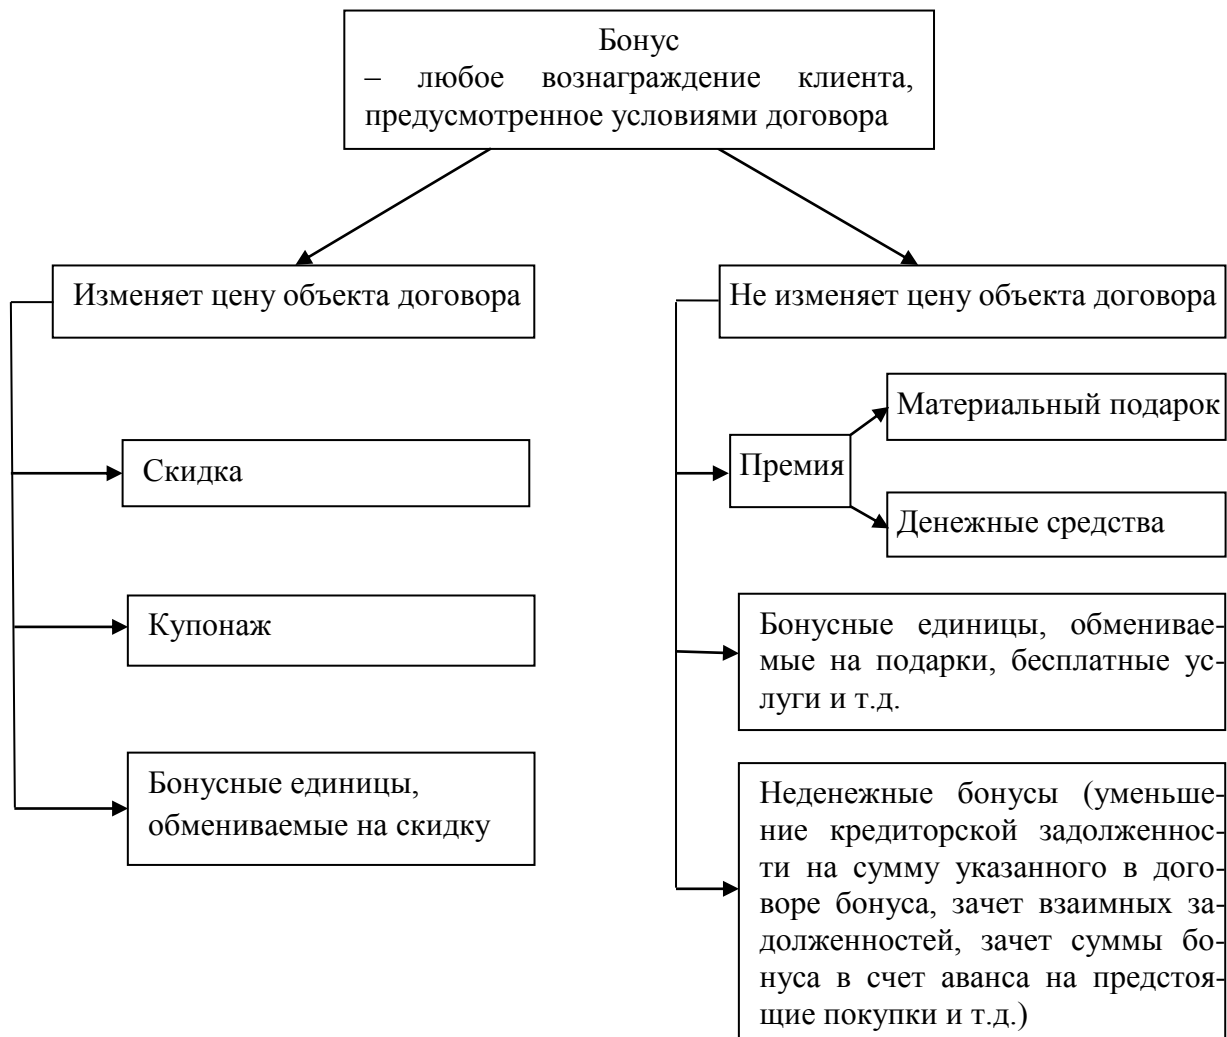 Бонус
– любое вознаграждение клиента,
предусмотренное условиями договора
Изменяет цену объекта договора
Скидка
Купонаж
Бонусные единицы,
обмениваемые на скидку
Не изменяет цену объекта договора
Премия
Материальный подарок
Денежные средства
Бонусные единицы, обменивае-
мые на подарки, бесплатные ус-
луги и т.д.
Неденежные бонусы (уменьше-
ние кредиторской задолженнос-
ти на сумму указанного в дого-
воре бонуса, зачет взаимных за-
долженностей, зачет суммы бо-
нуса в счет аванса на предстоя-
щие покупки и т.д.)